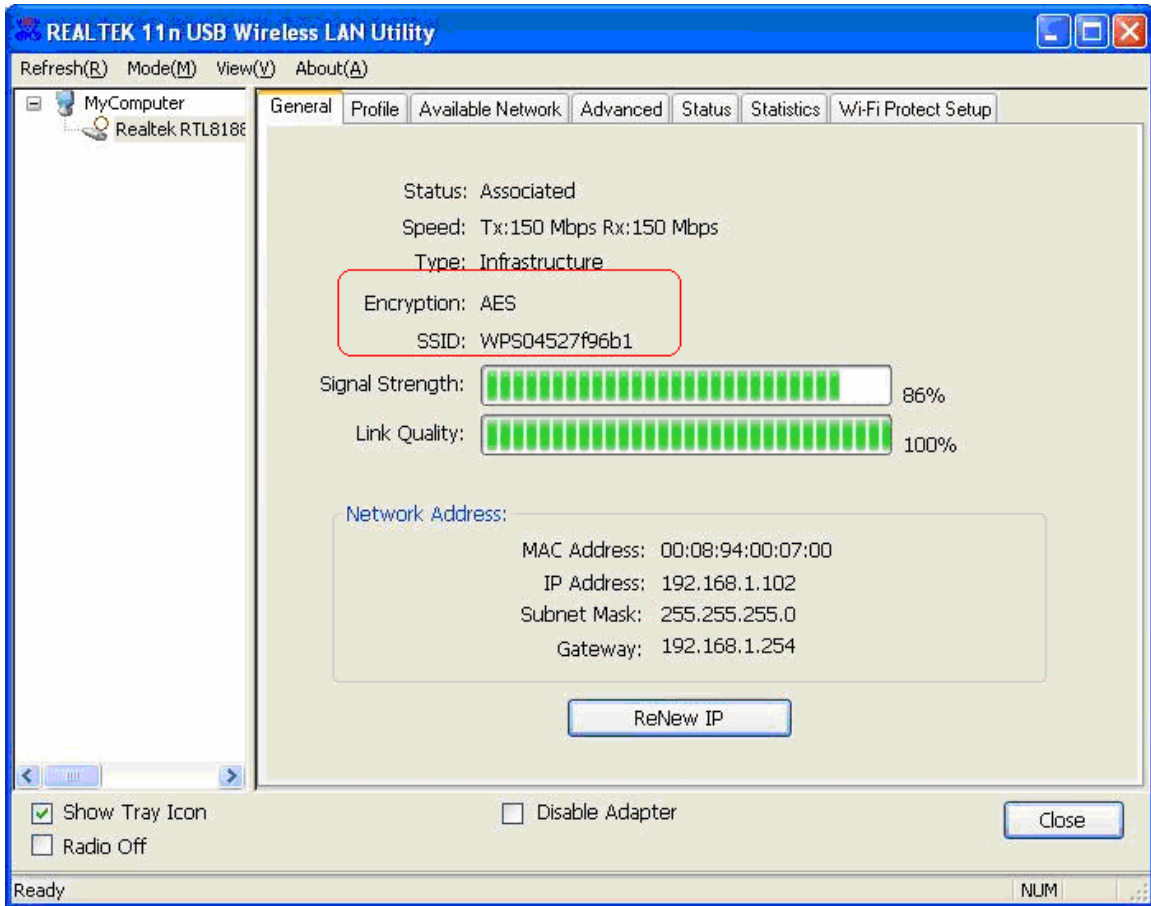 REALTEK 11n USB Wireless LAN Utility
Refresh(R) Mode(M) View(V) About(A)
MyComputer
Realtek RTL8188
General Profile Available Network Advanced Status Statistics Wi-Fi Protect Setup
Status: Associated
Speed: Tx:150 Mbps Rx:150 Mbps
Type: Infrastructure
Encryption: AES
SSID: WPS04527f96b1
Signal Strength: 86%
Link Quality: 100%
Network Address:
MAC Address: 00:08:94:00:07:00
IP Address: 192.168.1.102
Subnet Mask: 255.255.255.0
Gateway: 192.168.1.254
ReNew IP
Show Tray Icon
Disable Adapter
Close
Radio Off
Ready
NUM